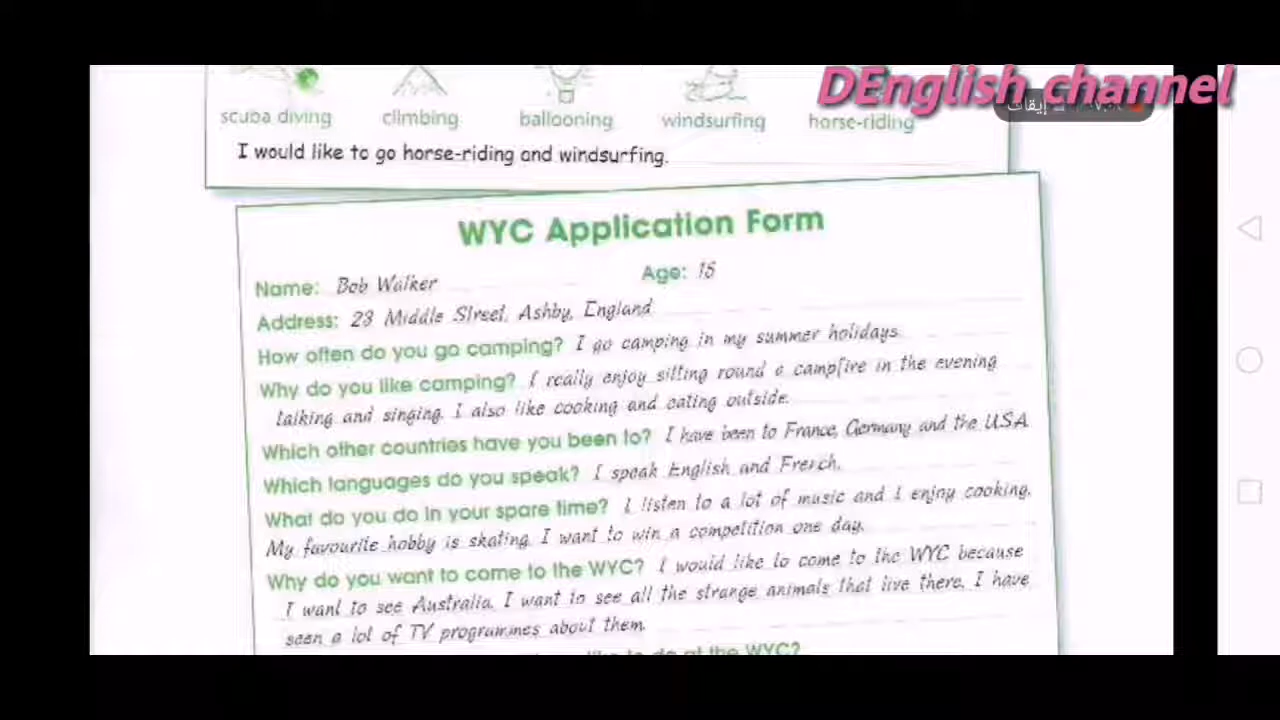 DEnglish channel
إيقاف
scuba diving climbing ballooning windsurfing horse-riding
I would like to go horse-riding and windsurfing.
WYC Application Form
Name: Bob Walker Age: 15
Address: 23 Middle Street, Ashby, England
How often do you go camping? I go camping in my summer holidays.
Why do you like camping? I really enjoy sitting round a campfire in the evening
talking and singing. I also like cooking and eating outside.
Which other countries have you been to? I have been to France, Germany and the USA
Which languages do you speak? I speak English and French.
What do you do in your spare time? I listen to a lot of music and I enjoy cooking.
My favourite hobby is skating. I want to win a competition one day.
Why do you want to come to the WYC? I would like to come to the WYC because
I want to see Australia. I want to see all the strange animals that live there. I have
seen a lot of TV programmes about them.
like to do at the WYC?